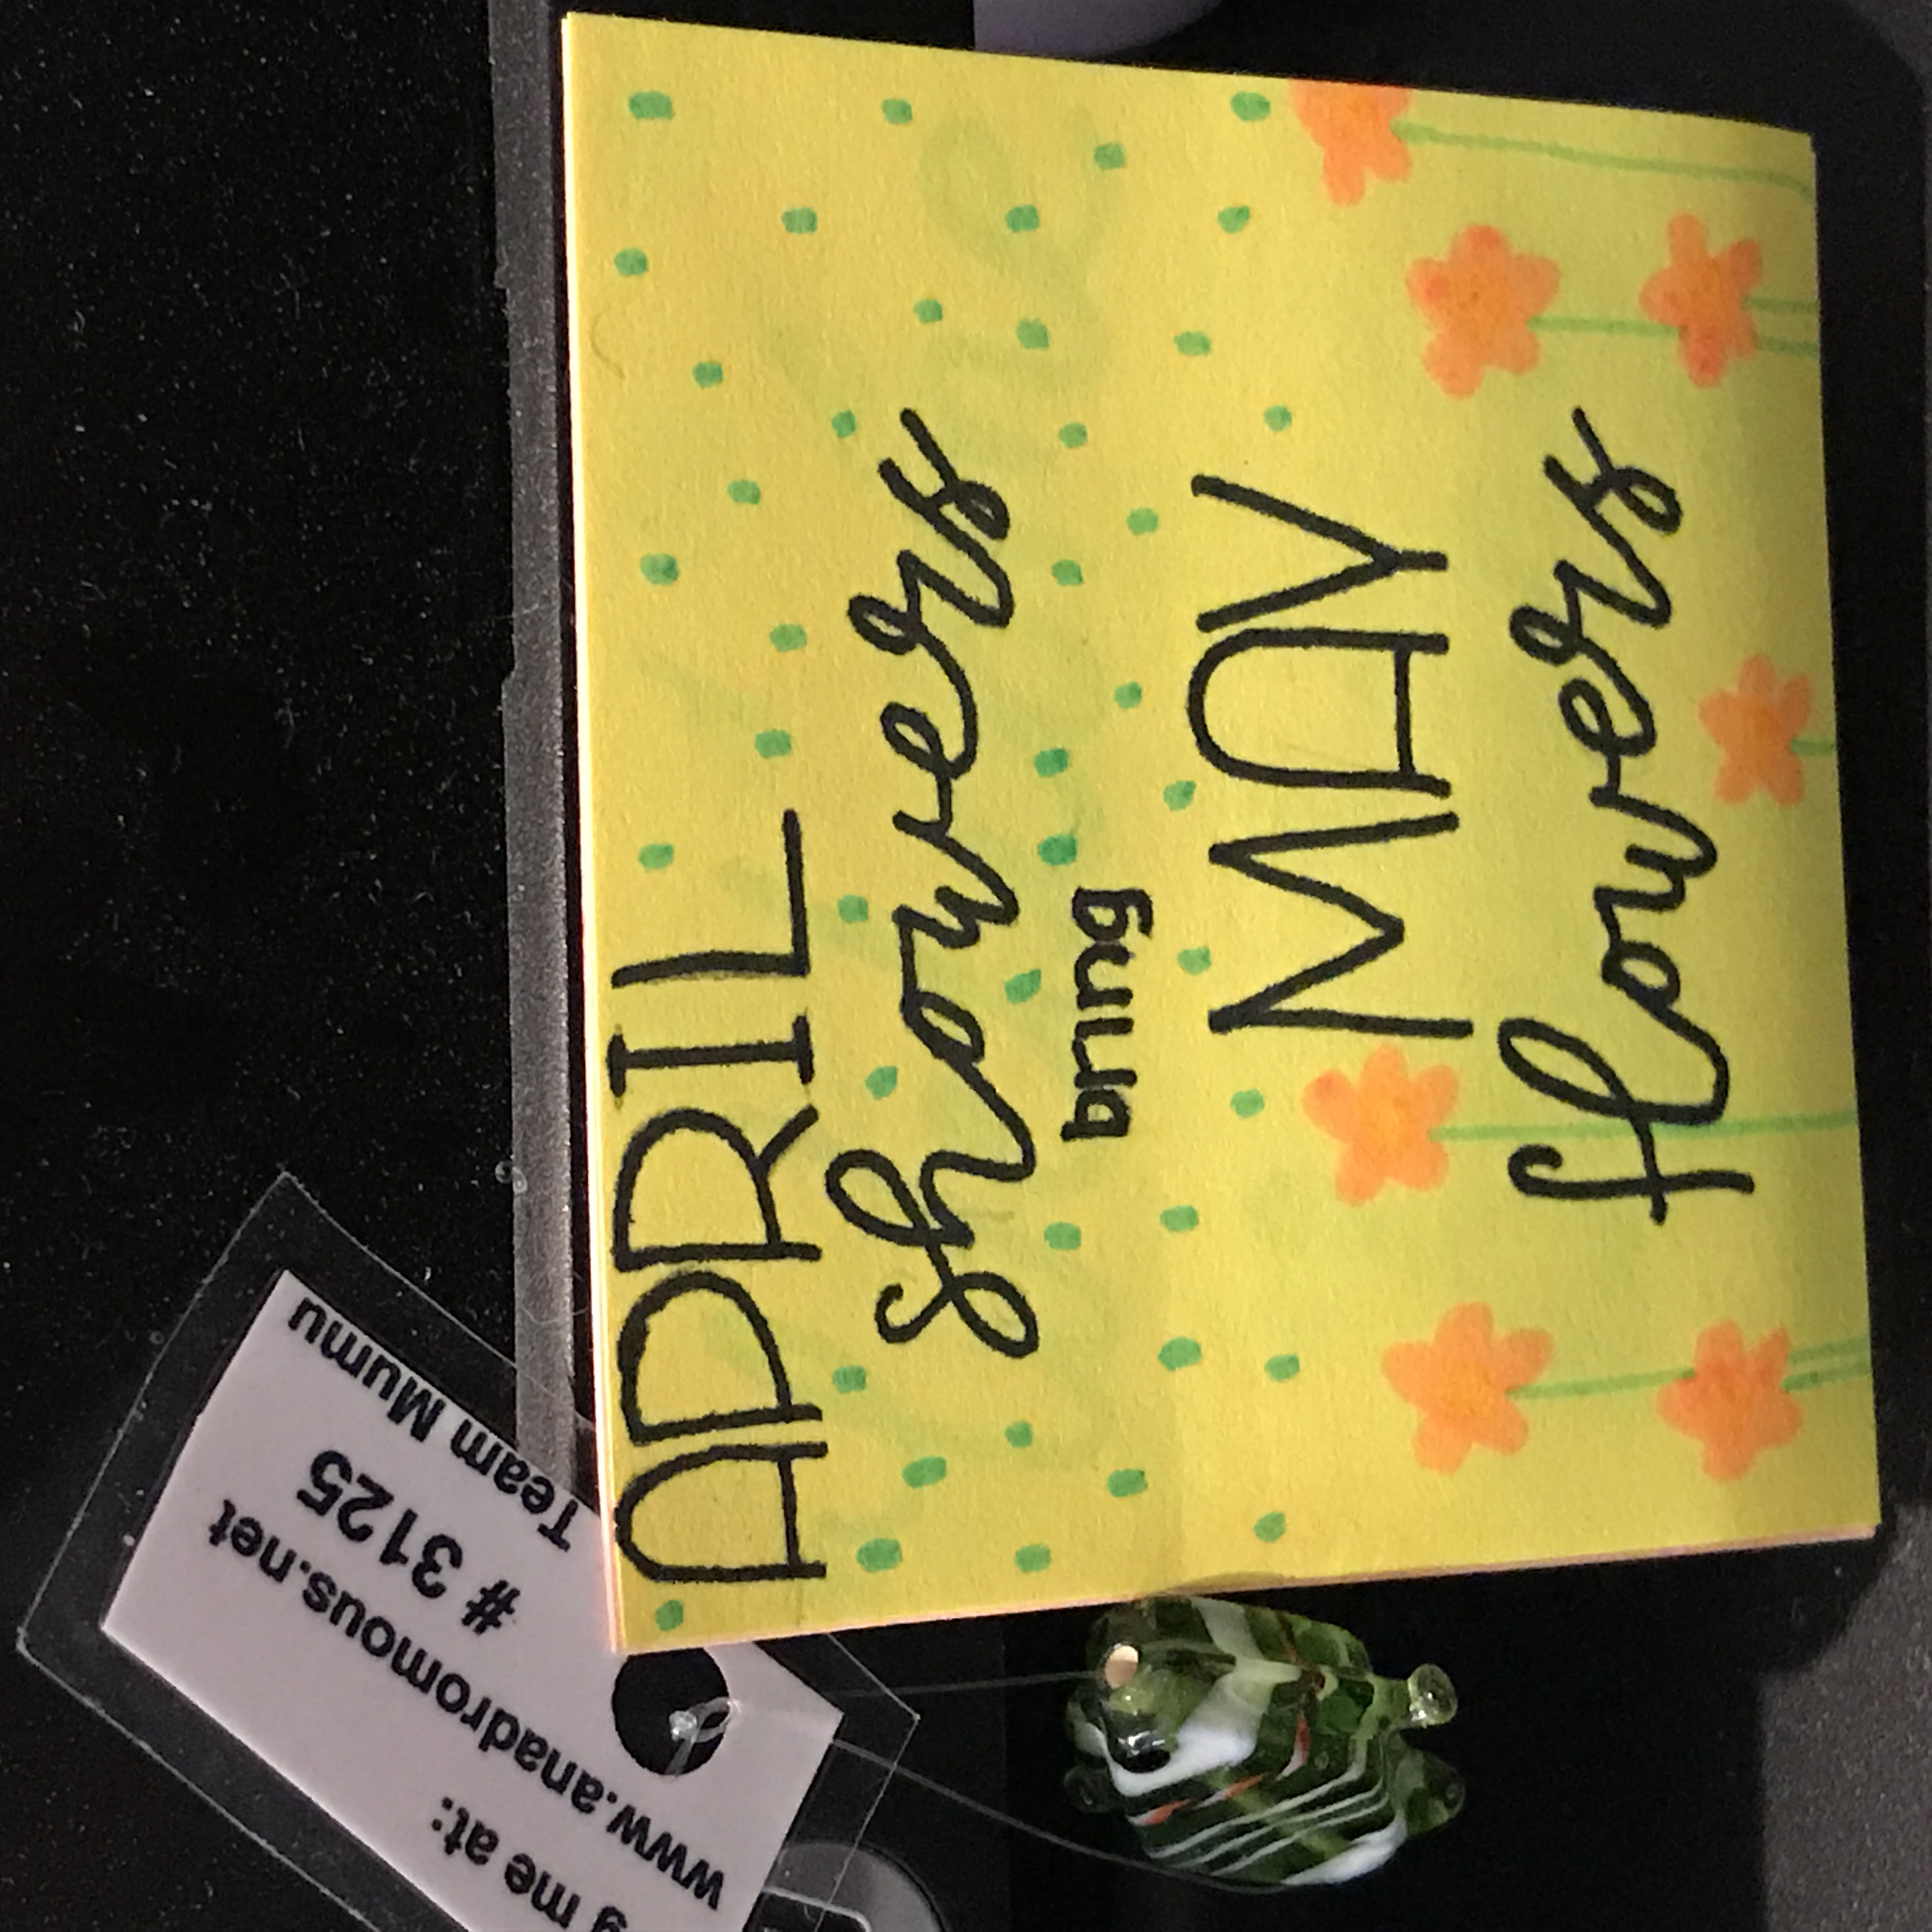 APRIL
showers
bring
MAY
flowers
me at:
www.anadromous.net
# 3125
Team Mumu